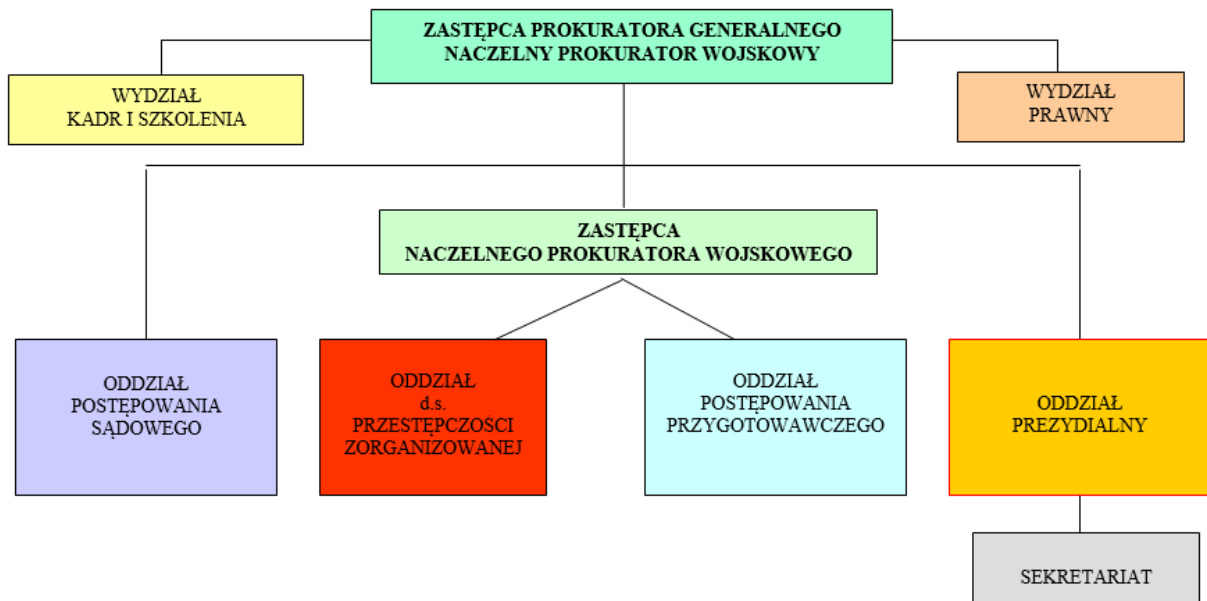 ZASTĘPCA PROKURATORA GENERALNEGO
NACZELNY PROKURATOR WOJSKOWY
WYDZIAŁ
KADR I SZKOLENIA
WYDZIAŁ
PRAWNY
ZASTĘPCA
NACZELNEGO PROKURATORA WOJSKOWEGO
ODDZIAŁ
POSTĘPOWANIA
SĄDOWEGO
ODDZIAŁ
d.s.
PRZESTĘPCZOŚCI
ZORGANIZOWANEJ
ODDZIAŁ
POSTĘPOWANIA
PRZYGOTOWAWCZEGO
ODDZIAŁ
PREZYDIALNY
SEKRETARIAT